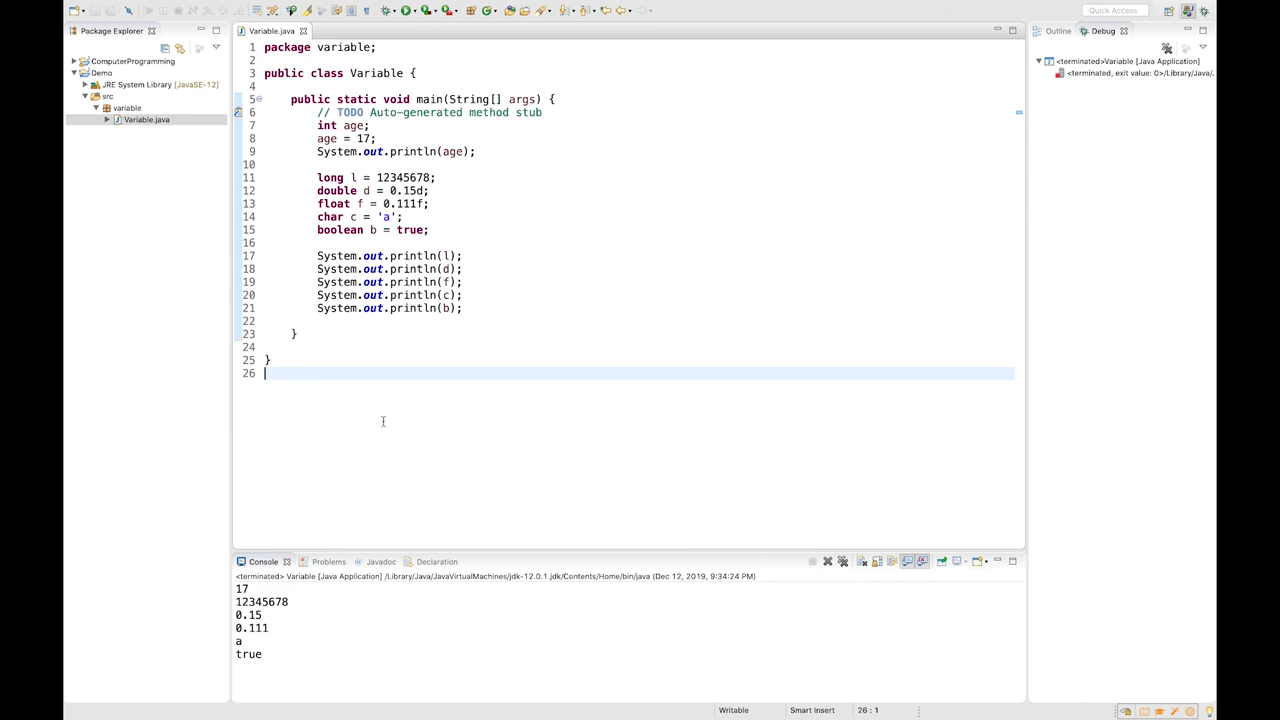 Quick Access
Package Explorer
ComputerProgramming
Demo
JRE System Library [JavaSE-12]
src
variable
Variable.java
Variable.java
1 package variable;
2
3 public class Variable {
4
5 public static void main(String[] args) {
6 // TODO Auto-generated method stub
7 int age;
8 age = 17;
9 System.out.println(age);
10
11 long l = 12345678;
12 double d = 0.15d;
13 float f = 0.111f;
14 char c = 'a';
15 boolean b = true;
16
17 System.out.println(l);
18 System.out.println(d);
19 System.out.println(f);
20 System.out.println(c);
21 System.out.println(b);
22
23 }
24
25 }
26
Outline Debug
<terminated>Variable [Java Application]
<terminated, exit value: 0>/Library/Java/.
Console Problems Javadoc Declaration
<terminated> Variable [Java Application] /Library/Java/JavaVirtualMachines/jdk-12.0.1.jdk/Contents/Home/bin/java (Dec 12, 2019, 9:34:24 PM)
17
12345678
0.15
0.111
a
true
Writable Smart Insert 26 : 1